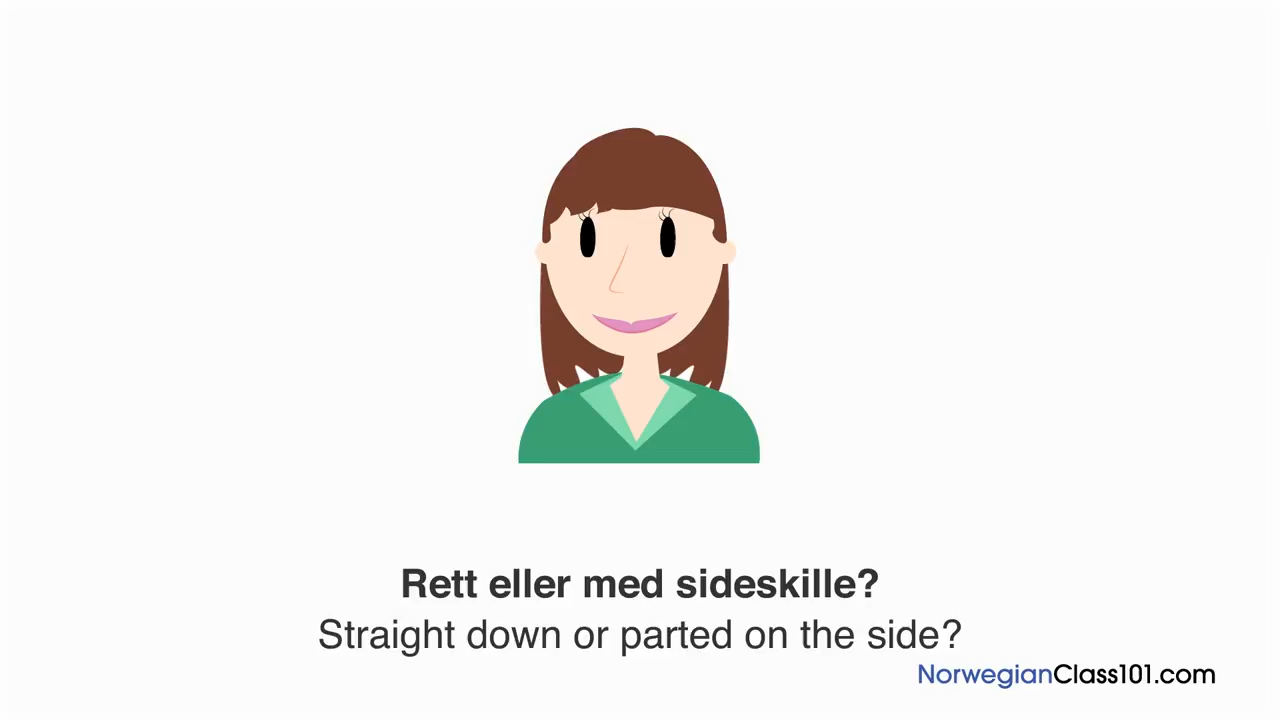 Rett eller med sideskille?
Straight down or parted on the side?
NorwegianClass101.com